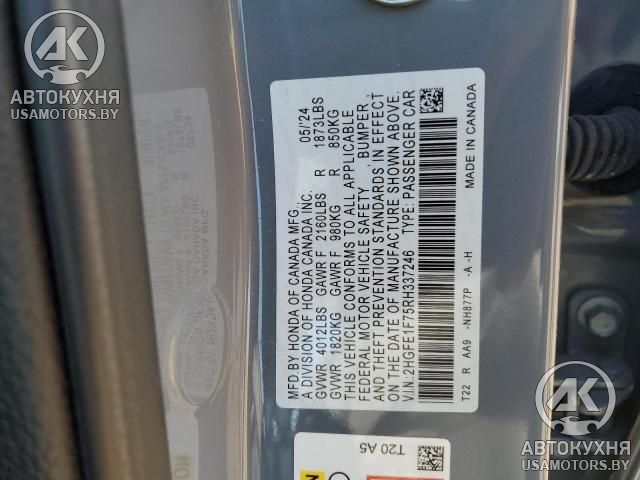 AK
АВТОКУХНЯ
USAMOTORS.BY
MFD.BY HONDA OF CANADA MFG. 05/24
A DIVISION OF HONDA CANADA INC.
GVWR 4012LBS GAWR F 2160LBS R 1873LBS
GVWR 1820KG GAWR F 980KG R 850KG
THIS VEHICLE CONFORMS TO ALL APPLICABLE
FEDERAL MOTOR VEHICLE SAFETY , BUMPER,
AND THEFT PREVENTION STANDARDS IN EFFECT
ON THE DATE OF MANUFACTURE SHOWN ABOVE.
V.I.N.:2HGFE1F75RH337246 TYPE: PASSENGER CAR
T22 R AA9 -NH877P -A -H
MADE IN CANADA
T20 A5
AK
АВТОКУХНЯ
USAMOTORS.BY